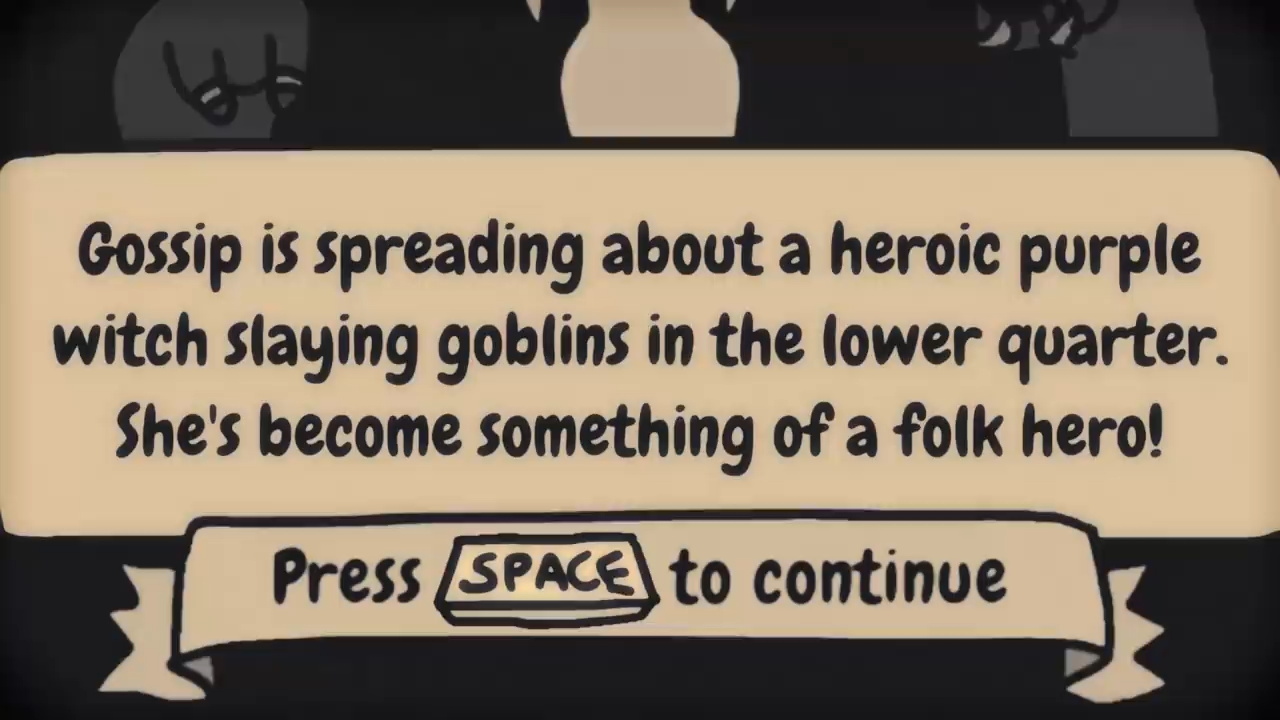 Gossip is spreading about a heroic purple
witch slaying goblins in the lower quarter.
She's become something of a folk hero!
Press SPACE to continue